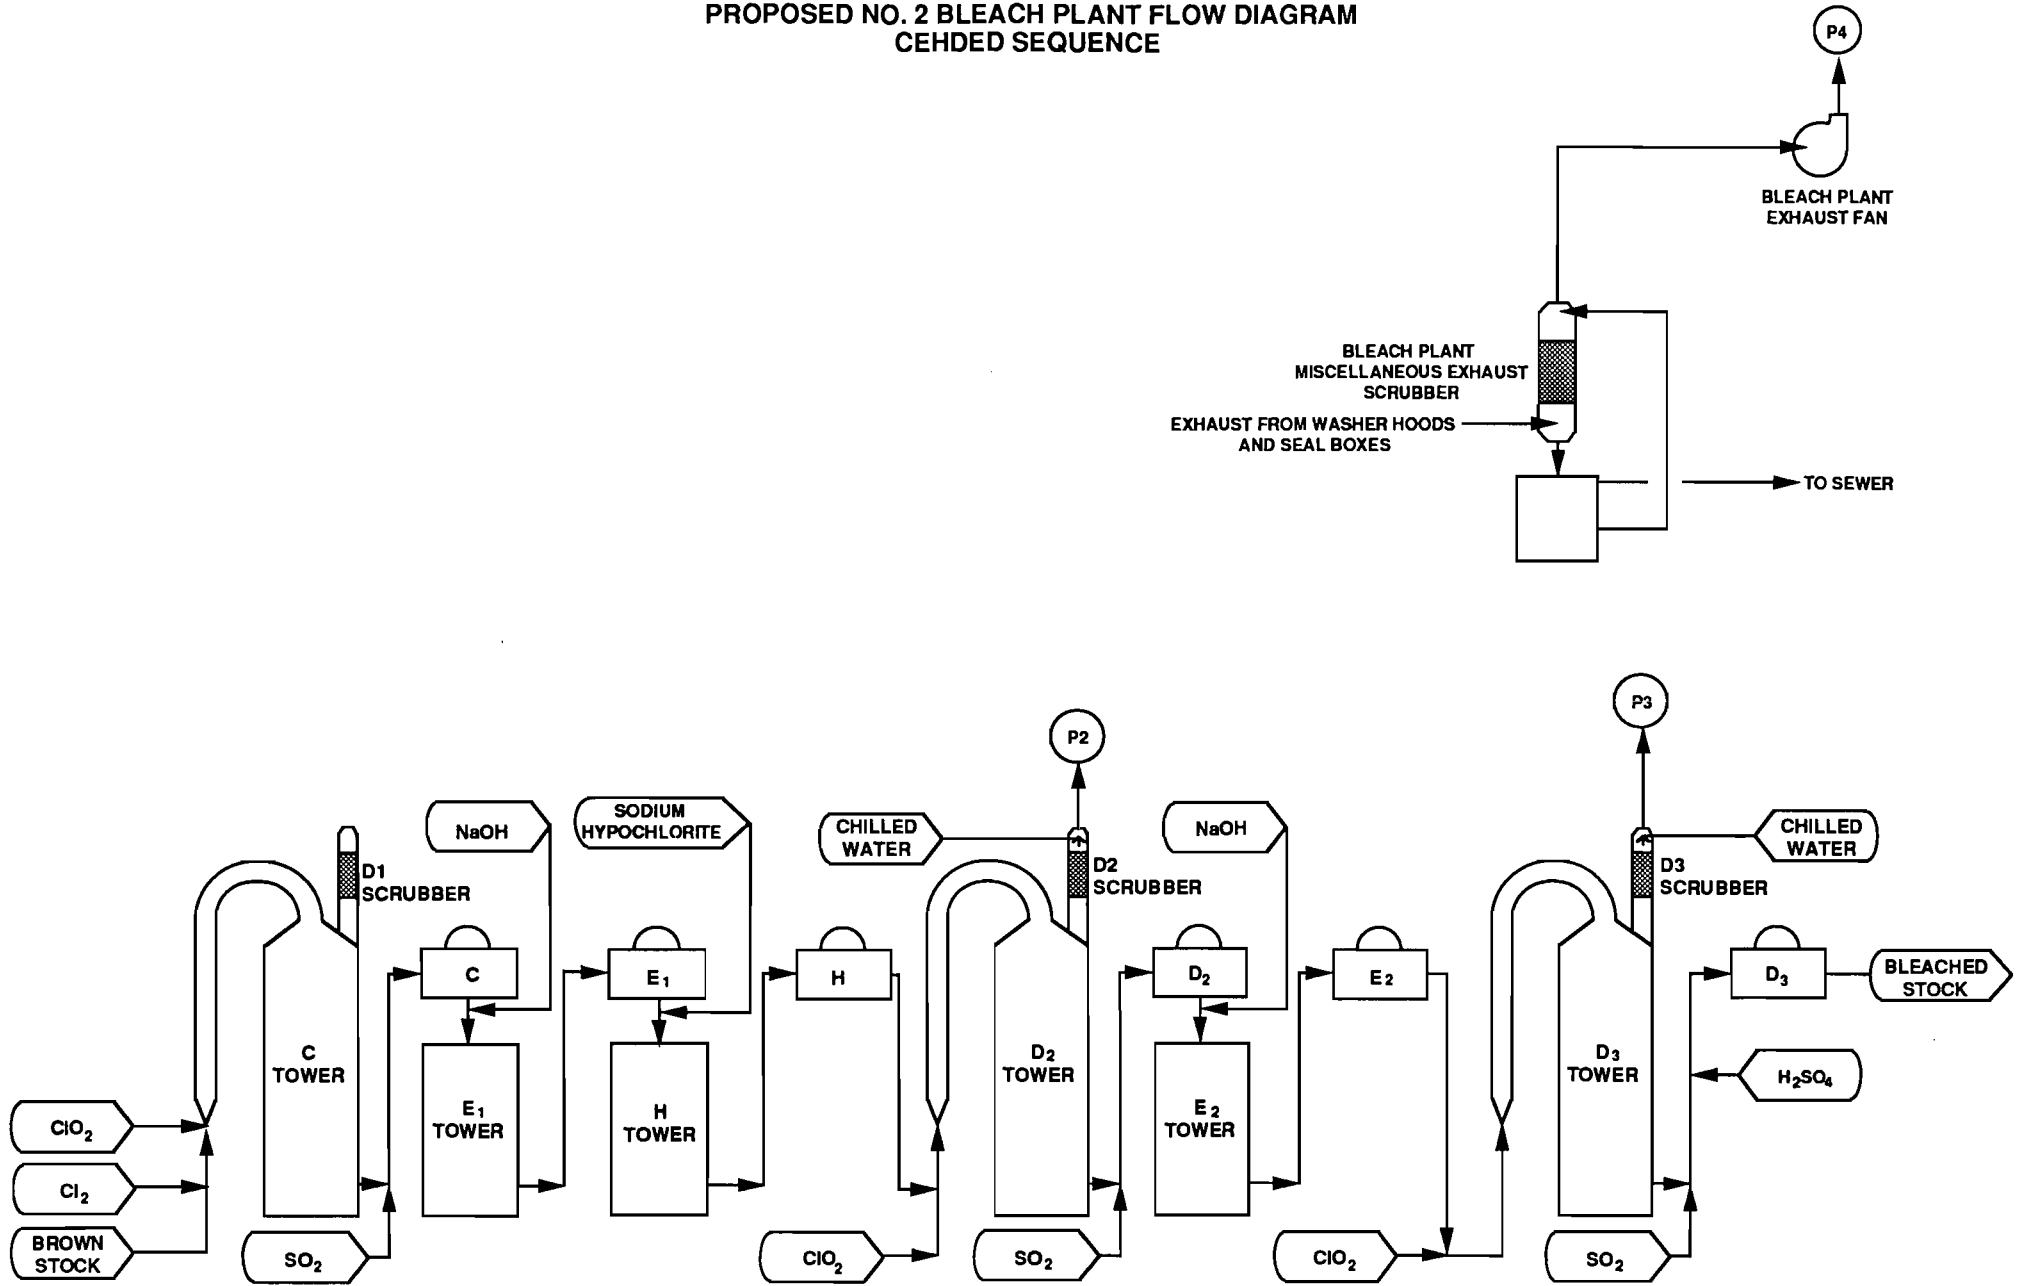 PROPOSED NO. 2 BLEACH PLANT FLOW DIAGRAM
CEHDED SEQUENCE
P4
BLEACH PLANT
EXHAUST FAN
BLEACH PLANT
MISCELLANEOUS EXHAUST
SCRUBBER
EXHAUST FROM WASHER HOODS
AND SEAL BOXES
TO SEWER
P2
P3
NaOH
SODIUM
HYPOCHLORITE
CHILLED
WATER
NaOH
CHILLED
WATER
D1
SCRUBBER
D2
SCRUBBER
D3
SCRUBBER
C
E₁
H
D₂
E₂
D₃
BLEACHED
STOCK
C
TOWER
E₁
TOWER
H
TOWER
D₂
TOWER
E₂
TOWER
D₃
TOWER
H₂SO₄
ClO₂
Cl₂
BROWN
STOCK
SO₂
ClO₂
SO₂
ClO₂
SO₂